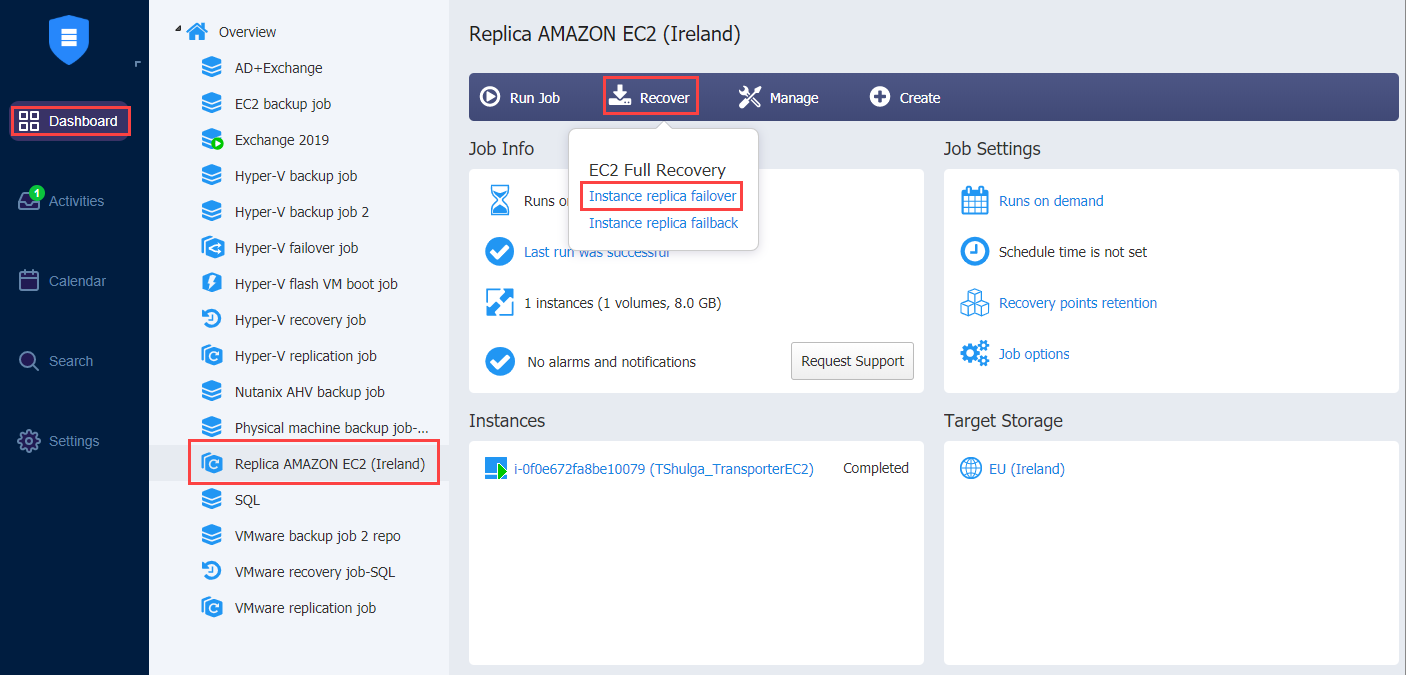 Dashboard
1
Activities
Calendar
Search
Settings
Overview
AD+Exchange
EC2 backup job
Exchange 2019
Hyper-V backup job
Hyper-V backup job 2
Hyper-V failover job
Hyper-V flash VM boot job
Hyper-V recovery job
Hyper-V replication job
Nutanix AHV backup job
Physical machine backup job-...
Replica AMAZON EC2 (Ireland)
SQL
VMware backup job 2 repo
VMware recovery job-SQL
VMware replication job
Replica AMAZON EC2 (Ireland)
Run Job Recover Manage Create
EC2 Full Recovery
Instance replica failover
Instance replica failback
Job Info
Runs o
Last run was successful
1 instances (1 volumes, 8.0 GB)
No alarms and notifications Request Support
Job Settings
Runs on demand
Schedule time is not set
Recovery points retention
Job options
Instances
i-0f0e672fa8be10079 (TShulga_TransporterEC2) Completed
Target Storage
EU (Ireland)